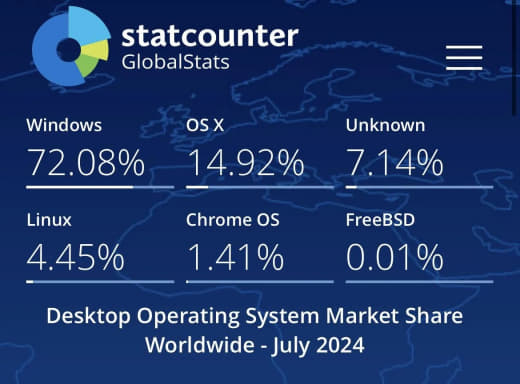 statcounter
GlobalStats
Windows OS X Unknown
72.08% 14.92% 7.14%
Linux Chrome OS FreeBSD
4.45% 1.41% 0.01%
Desktop Operating System Market Share
Worldwide - July 2024